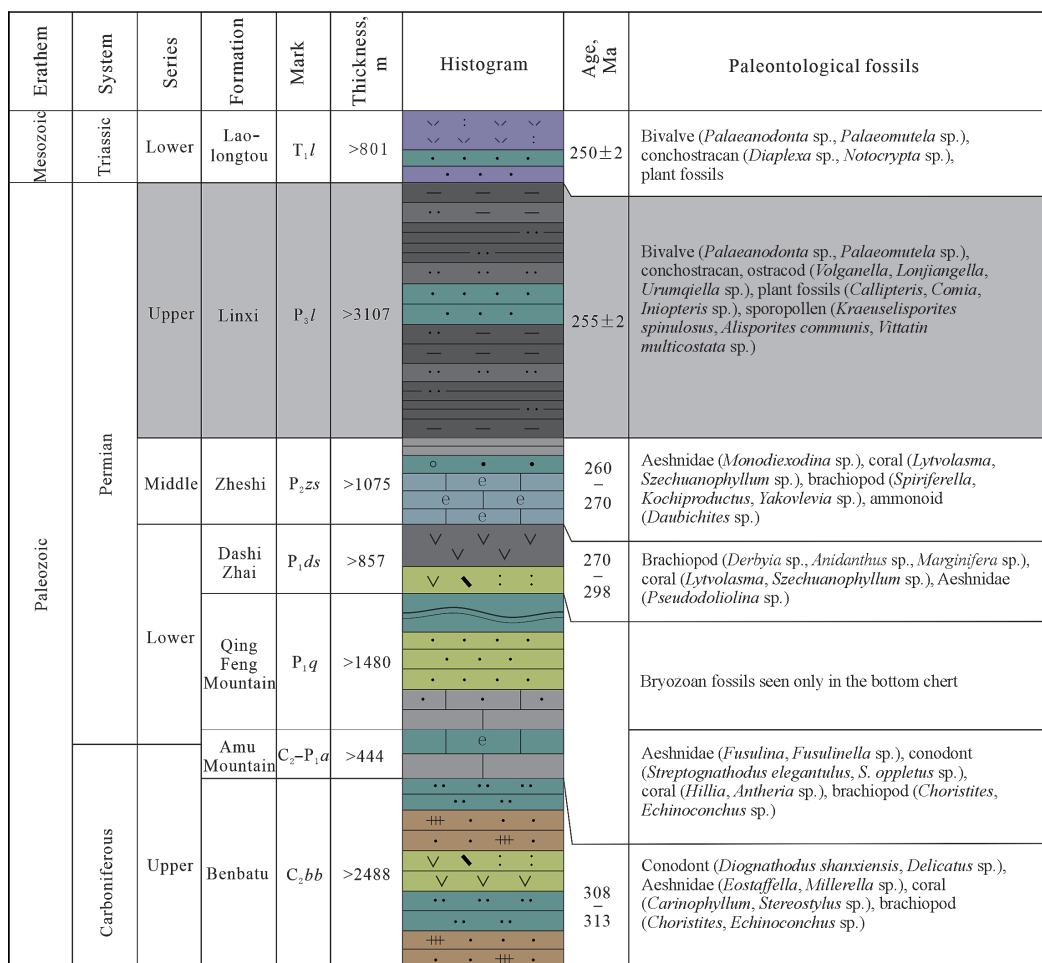 Erathem
System
Series
Formation
Mark
Thickness,
m
Histogram
Age,
Ma
Paleontological fossils
Mesozoic
Triassic
Lower
Lao-
longtou
T₁l
>801
250±2
Bivalve (Palaeanodonta sp., Palaeomutela sp.),
conchostracan (Diaplexa sp., Notocrypta sp.),
plant fossils
Paleozoic
Permian
Upper
Linxi
P₃l
>3107
255±2
Bivalve (Palaeanodonta sp., Palaeomutela sp.),
conchostracan, ostracod (Volganella, Lonjiangella,
Urumqiella sp.), plant fossils (Callipteris, Comia,
Iniopteris sp.), sporopollen (Kraeuselisporites
spinulosus, Alisporites communis, Vittatin
multicostata sp.)
Middle
Zheshi
P₂zs
>1075
e
e e
e
260
–
270
Aeshnidae (Monodiexodina sp.), coral (Lytvolasma,
Szechuanophyllum sp.), brachiopod (Spiriferella,
Kochiproductus, Yakovlevia sp.), ammonoid
(Daubichites sp.)
Lower
Dashi
Zhai
P₁ds
>857
270
–
298
Brachiopod (Derbyia sp., Anidanthus sp., Marginifera sp.),
coral (Lytvolasma, Szechuanophyllum sp.), Aeshnidae
(Pseudodoliolina sp.)
Qing
Feng
Mountain
P₁q
>1480
Bryozoan fossils seen only in the bottom chert
Amu
Mountain
C₂–P₁a
>444
e
Aeshnidae (Fusulina, Fusulinella sp.), conodont
(Streptognathodus elegantulus, S. oppletus sp.),
coral (Hillia, Antheria sp.), brachiopod (Choristites,
Echinoconchus sp.)
Carboniferous
Upper
Benbatu
C₂bb
>2488
308
–
313
Conodont (Diognathodus shanxiensis, Delicatus sp.),
Aeshnidae (Eostaffella, Millerella sp.), coral
(Carinophyllum, Stereostylus sp.), brachiopod
(Choristites, Echinoconchus sp.)